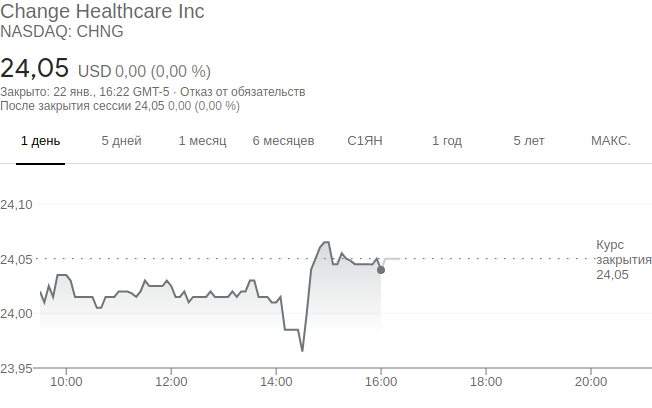 Change Healthcare Inc
NASDAQ: CHNG
24,05 USD 0,00 (0,00 %)
Закрыто: 22 янв., 16:22 GMT-5 · Отказ от обязательств
После закрытия сессии 24,05 0,00 (0,00 %)
1 день 5 дней 1 месяц 6 месяцев С1ЯН 1 год 5 лет МАКС.
24,10
24,05
24,00
23,95
Курс
закрытия
24,05
10:00 12:00 14:00 16:00 18:00 20:00